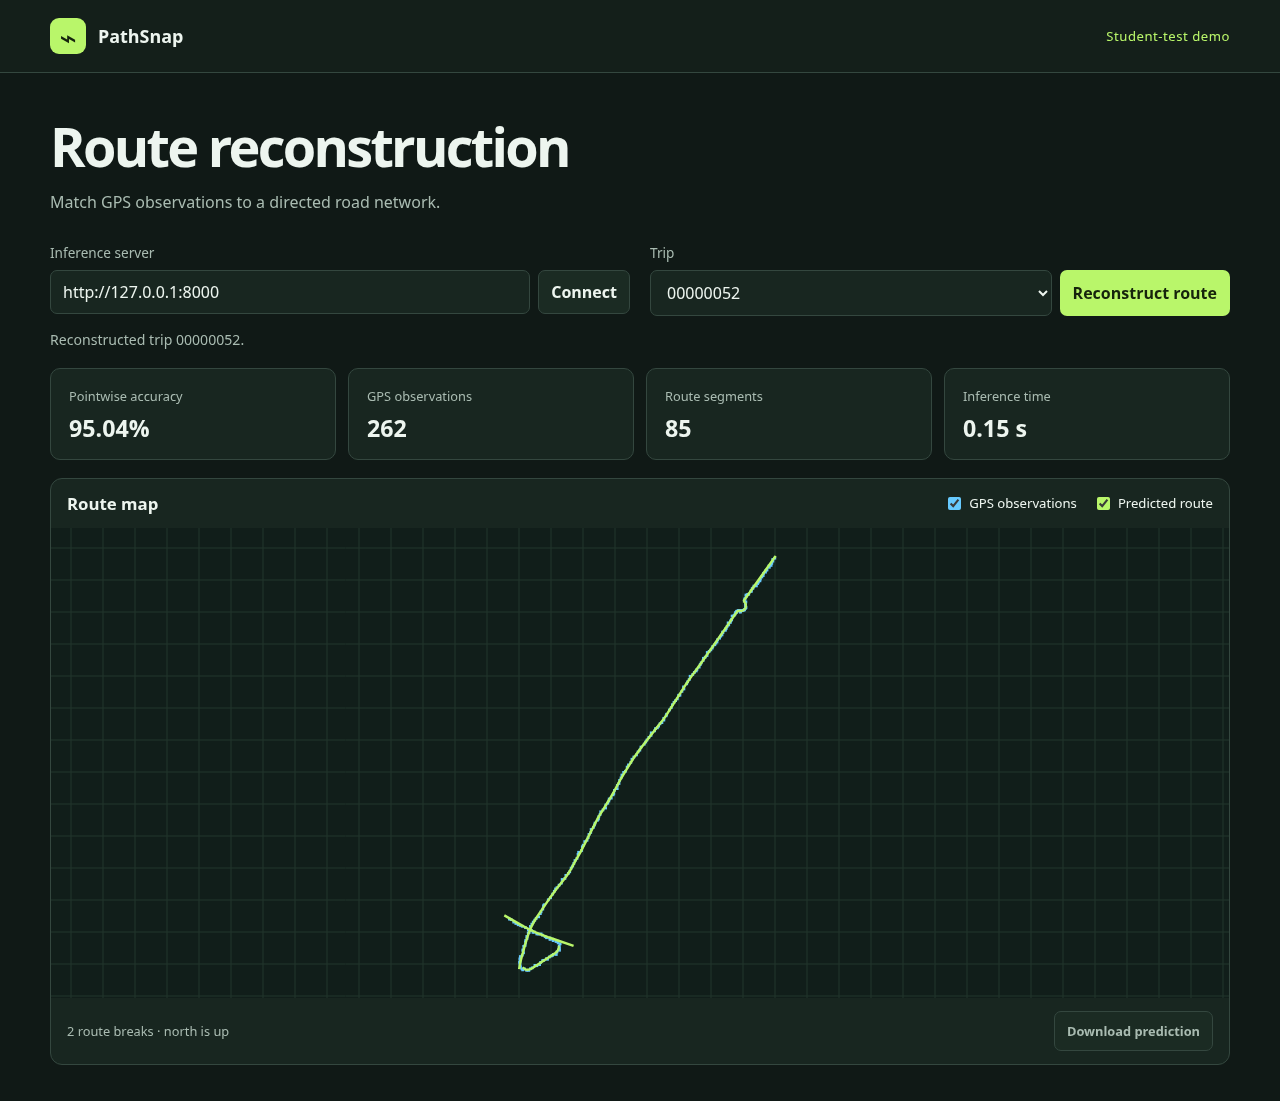 PathSnap
Student-test demo
Route reconstruction
Match GPS observations to a directed road network.
Inference server
Trip
http://127.0.0.1:8000
Connect
00000052
Reconstruct route
Reconstructed trip 00000052.
Pointwise accuracy
GPS observations
Route segments
Inference time
95.04%
262
85
0.15 s
Route map
GPS observations
Predicted route
2 route breaks · north is up
Download prediction